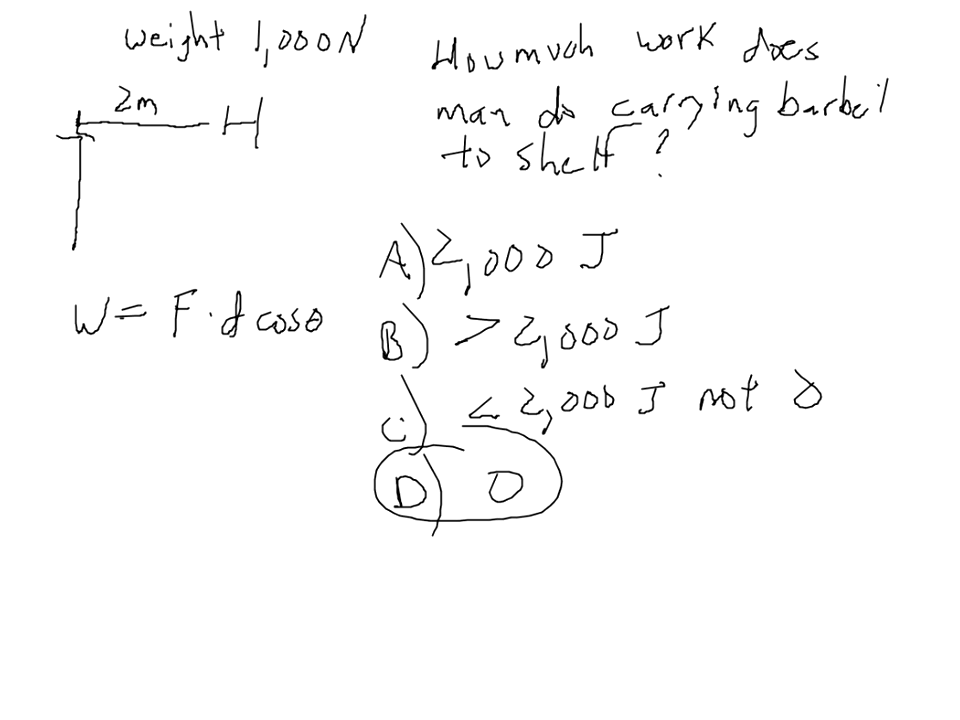 weight 1,000N
2m
How much work does
man do carrying barbell
to shelf?
A) 2,000 J
W = F · d cosθ
B) > 2,000 J
C) < 2,000 J not 0
D) 0